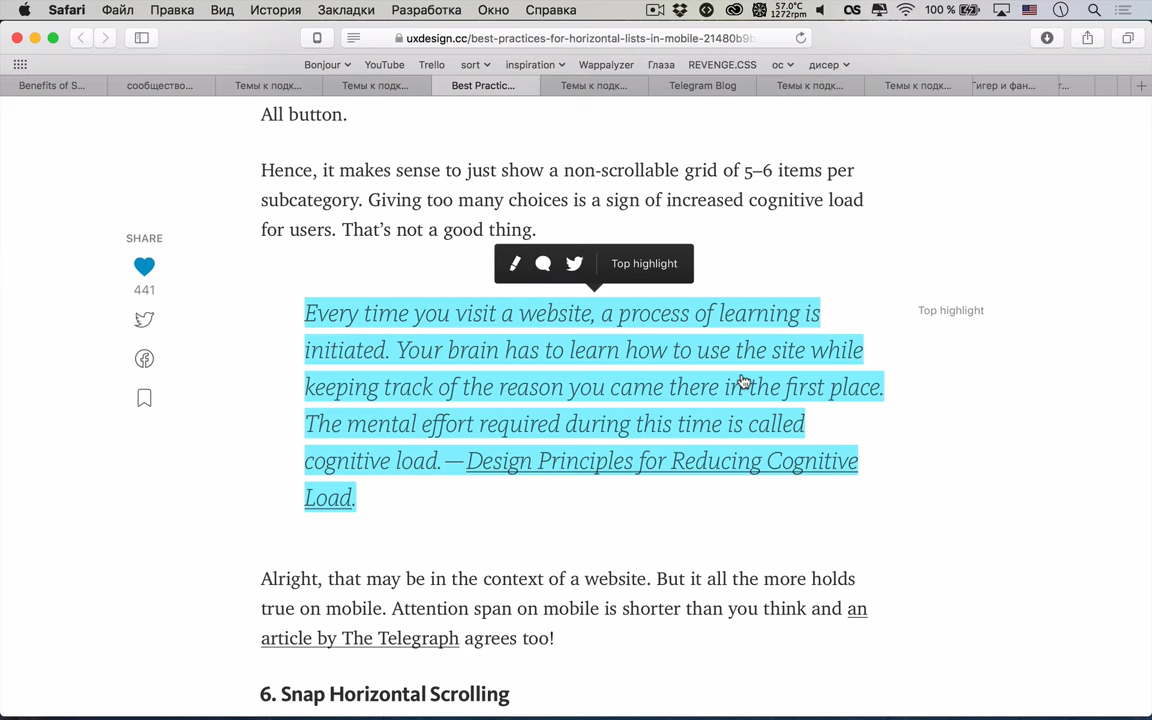 Safari Файл Правка Вид История Закладки Разработка Окно Справка 57.0°C 1272rpm 100 %
uxdesign.cc/best-practices-for-horizontal-lists-in-mobile-21480b9b
Bonjour YouTube Trello sort inspiration Wappalyzer Глаза REVENGE.CSS ос дисер
Benefits of S... сообщество... Темы к подк... Темы к подк... Best Practic... Темы к подк... Telegram Blog Темы к подк... Темы к подк... Гигер и фан... т...
All button.
Hence, it makes sense to just show a non-scrollable grid of 5–6 items per
subcategory. Giving too many choices is a sign of increased cognitive load
for users. That’s not a good thing.
SHARE
441
Top highlight
Every time you visit a website, a process of learning is
initiated. Your brain has to learn how to use the site while
keeping track of the reason you came there in the first place.
The mental effort required during this time is called
cognitive load. — Design Principles for Reducing Cognitive
Load.
Top highlight
Alright, that may be in the context of a website. But it all the more holds
true on mobile. Attention span on mobile is shorter than you think and an
article by The Telegraph agrees too!
6. Snap Horizontal Scrolling